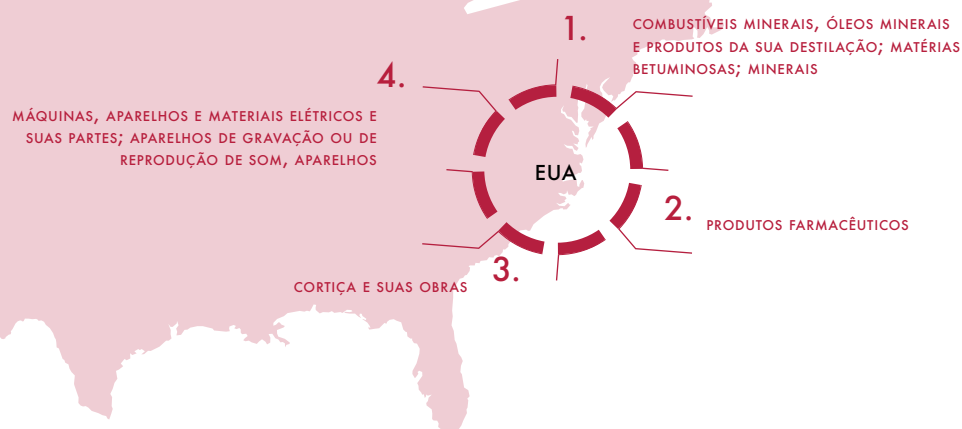 1.
COMBUSTÍVEIS MINERAIS, ÓLEOS MINERAIS
E PRODUTOS DA SUA DESTILAÇÃO; MATÉRIAS
BETUMINOSAS; MINERAIS
4.
MÁQUINAS, APARELHOS E MATERIAIS ELÉTRICOS E
SUAS PARTES; APARELHOS DE GRAVAÇÃO OU DE
REPRODUÇÃO DE SOM, APARELHOS
EUA
2.
PRODUTOS FARMACÊUTICOS
3.
CORTIÇA E SUAS OBRAS